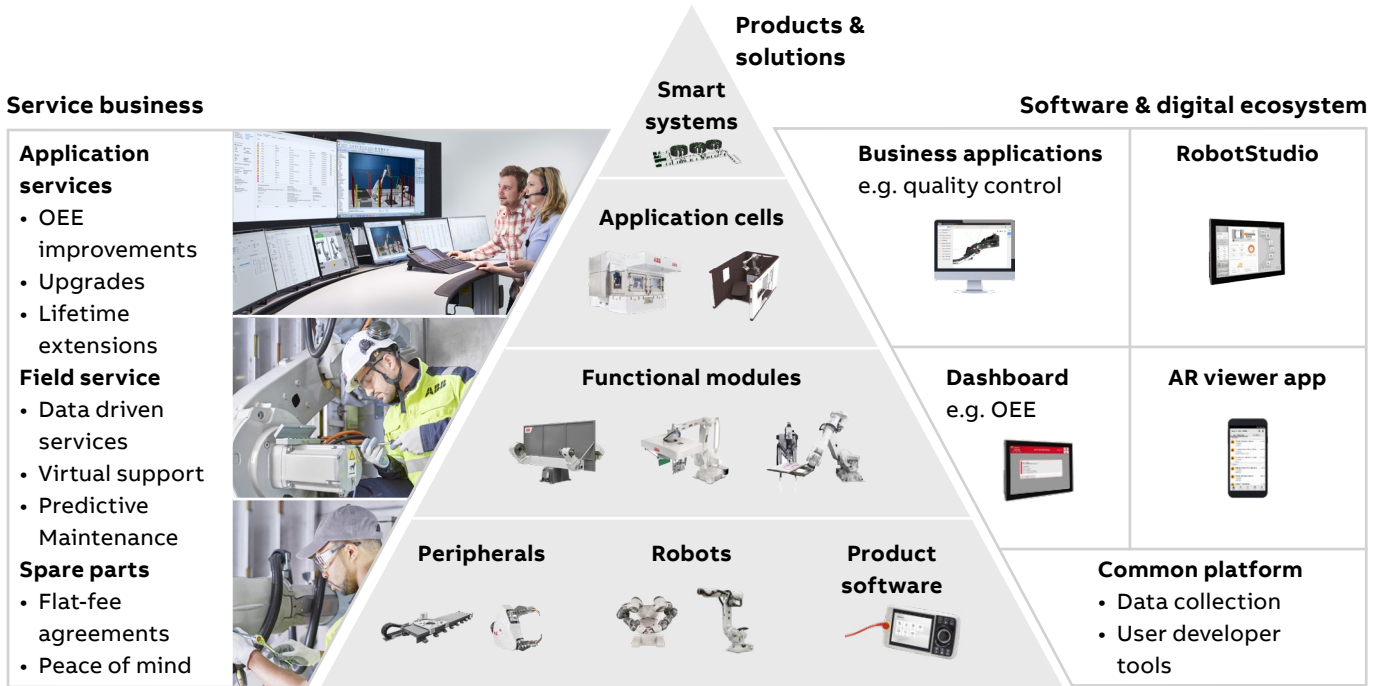 Products &
solutions
Service business
Software & digital ecosystem
Application
services
• OEE
improvements
• Upgrades
• Lifetime
extensions
Field service
• Data driven
services
• Virtual support
• Predictive
Maintenance
Spare parts
• Flat-fee
agreements
• Peace of mind
ABB
Smart
systems
Application cells
Functional modules
Peripherals
Robots
Product
software
Business applications
e.g. quality control
RobotStudio
Dashboard
e.g. OEE
AR viewer app
Common platform
• Data collection
• User developer
tools